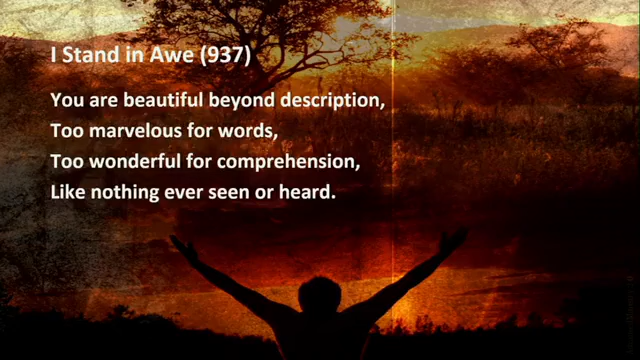 I Stand in Awe (937)
You are beautiful beyond description,
Too marvelous for words,
Too wonderful for comprehension,
Like nothing ever seen or heard.